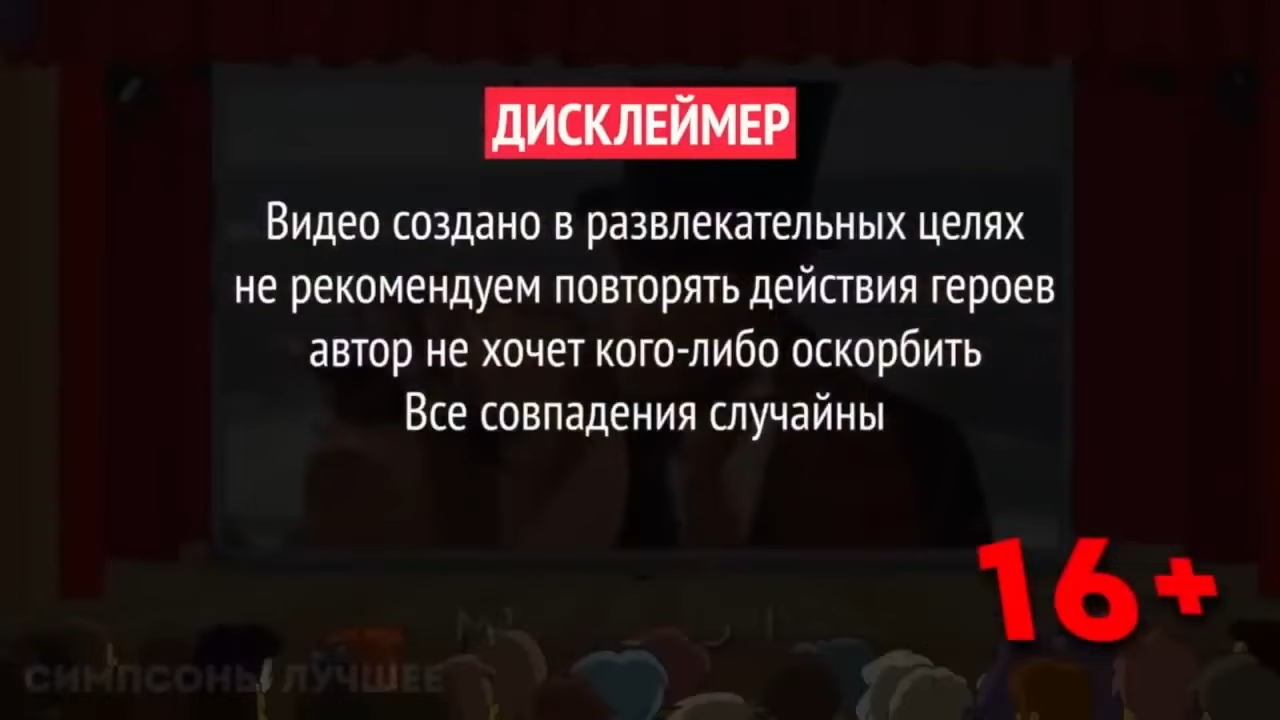 ДИСКЛЕЙМЕР
Видео создано в развлекательных целях
не рекомендуем повторять действия героев
автор не хочет кого-либо оскорбить
Все совпадения случайны
16+
СИМПСОНЫ ЛУЧШЕЕ